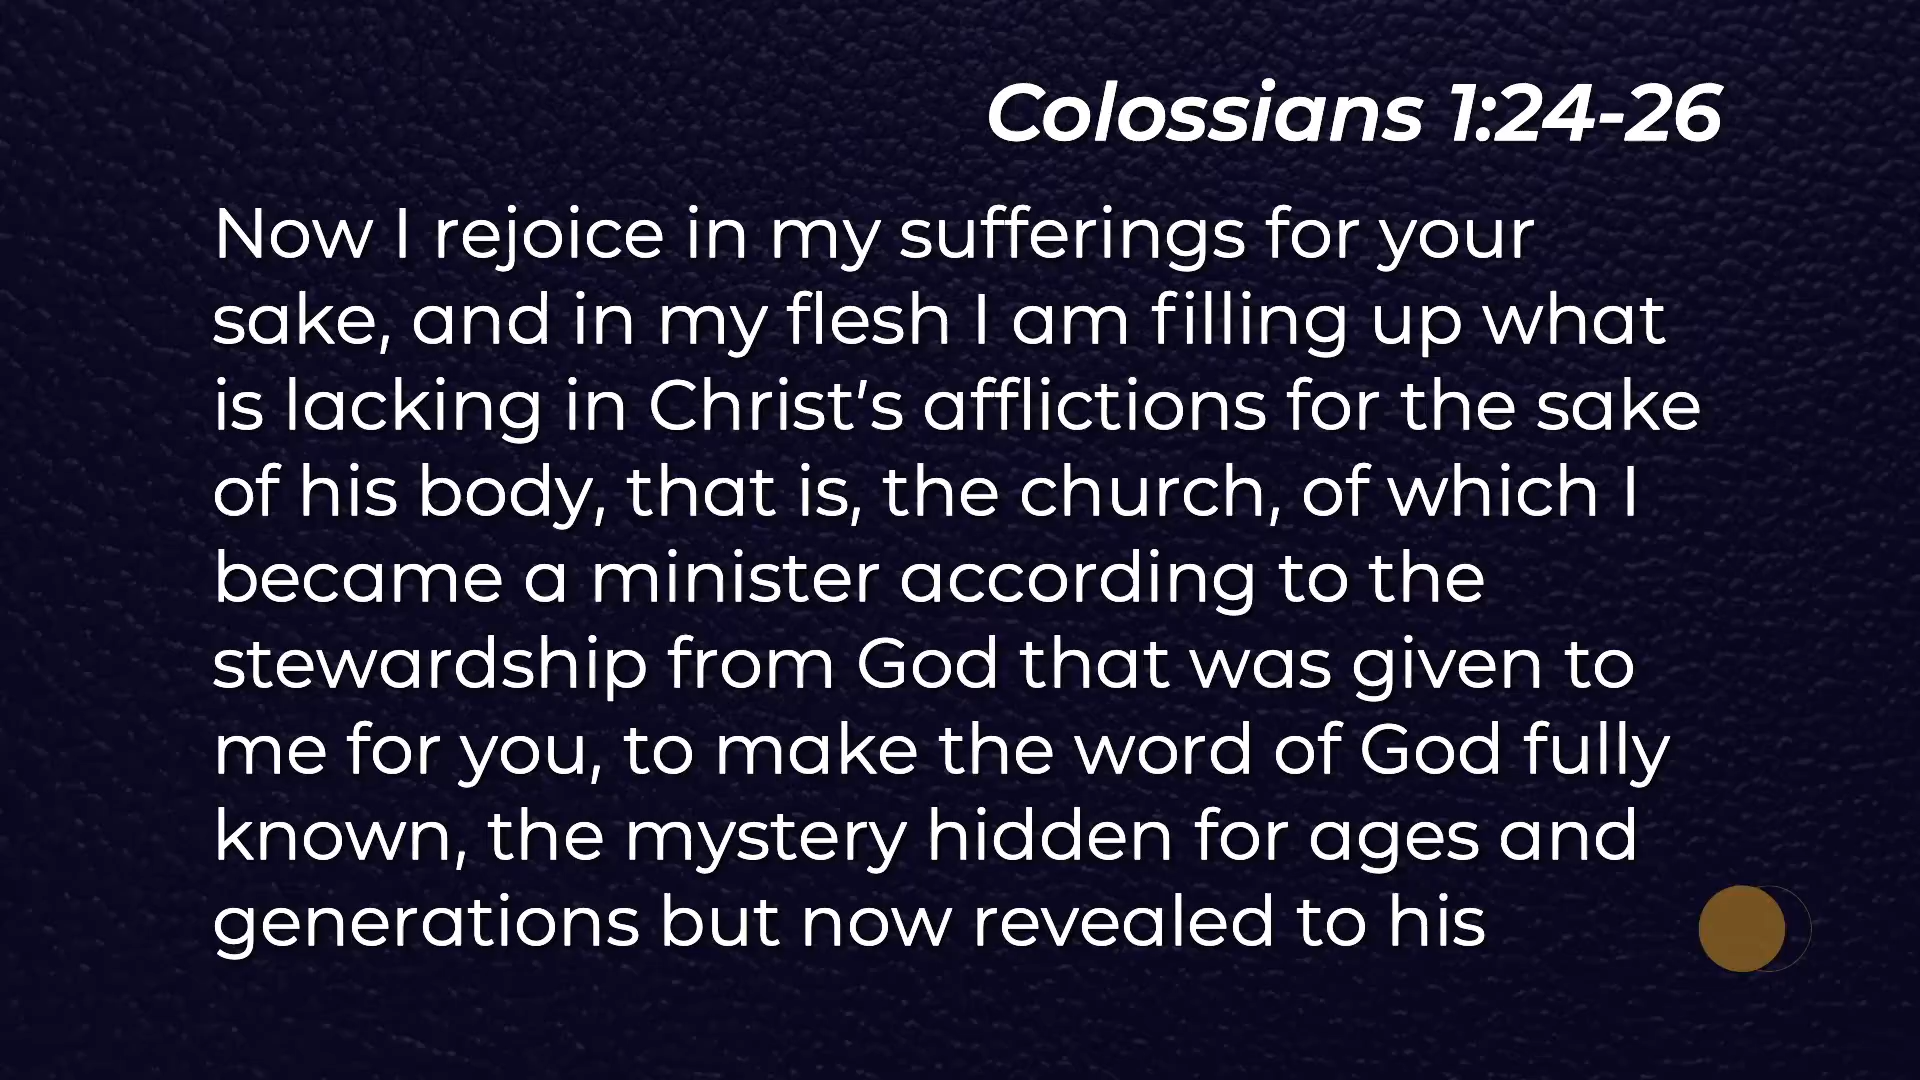 Colossians 1:24-26
Now I rejoice in my sufferings for your
sake, and in my flesh I am filling up what
is lacking in Christ's afflictions for the sake
of his body, that is, the church, of which I
became a minister according to the
stewardship from God that was given to
me for you, to make the word of God fully
known, the mystery hidden for ages and
generations but now revealed to his